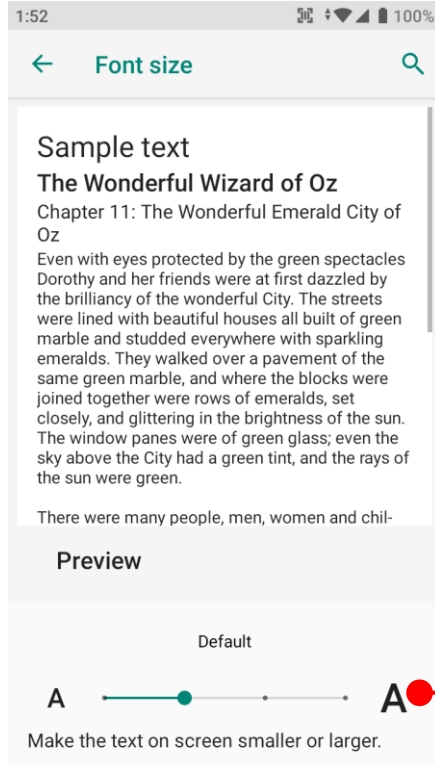 1:52 100%
Font size
Sample text
The Wonderful Wizard of Oz
Chapter 11: The Wonderful Emerald City of
Oz
Even with eyes protected by the green spectacles
Dorothy and her friends were at first dazzled by
the brilliancy of the wonderful City. The streets
were lined with beautiful houses all built of green
marble and studded everywhere with sparkling
emeralds. They walked over a pavement of the
same green marble, and where the blocks were
joined together were rows of emeralds, set
closely, and glittering in the brightness of the sun.
The window panes were of green glass; even the
sky above the City had a green tint, and the rays of
the sun were green.
There were many people, men, women and chil-
Preview
Default
A A
Make the text on screen smaller or larger.